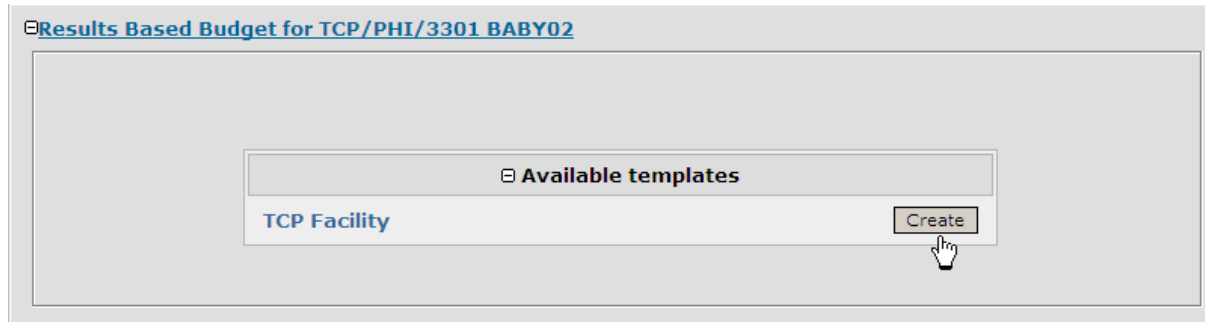 Results Based Budget for TCP/PHI/3301 BABY02
Available templates
TCP Facility
Create